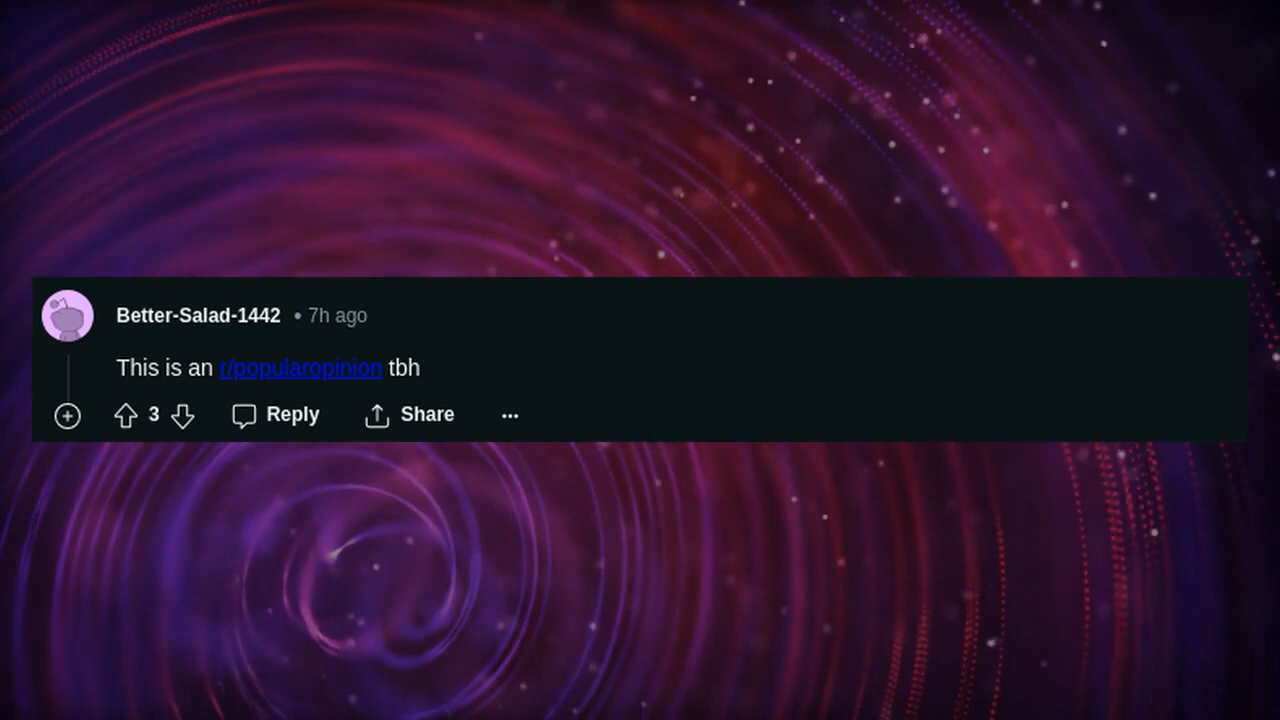 Better-Salad-1442 • 7h ago
This is an r/popularopinion tbh
3 Reply Share ...